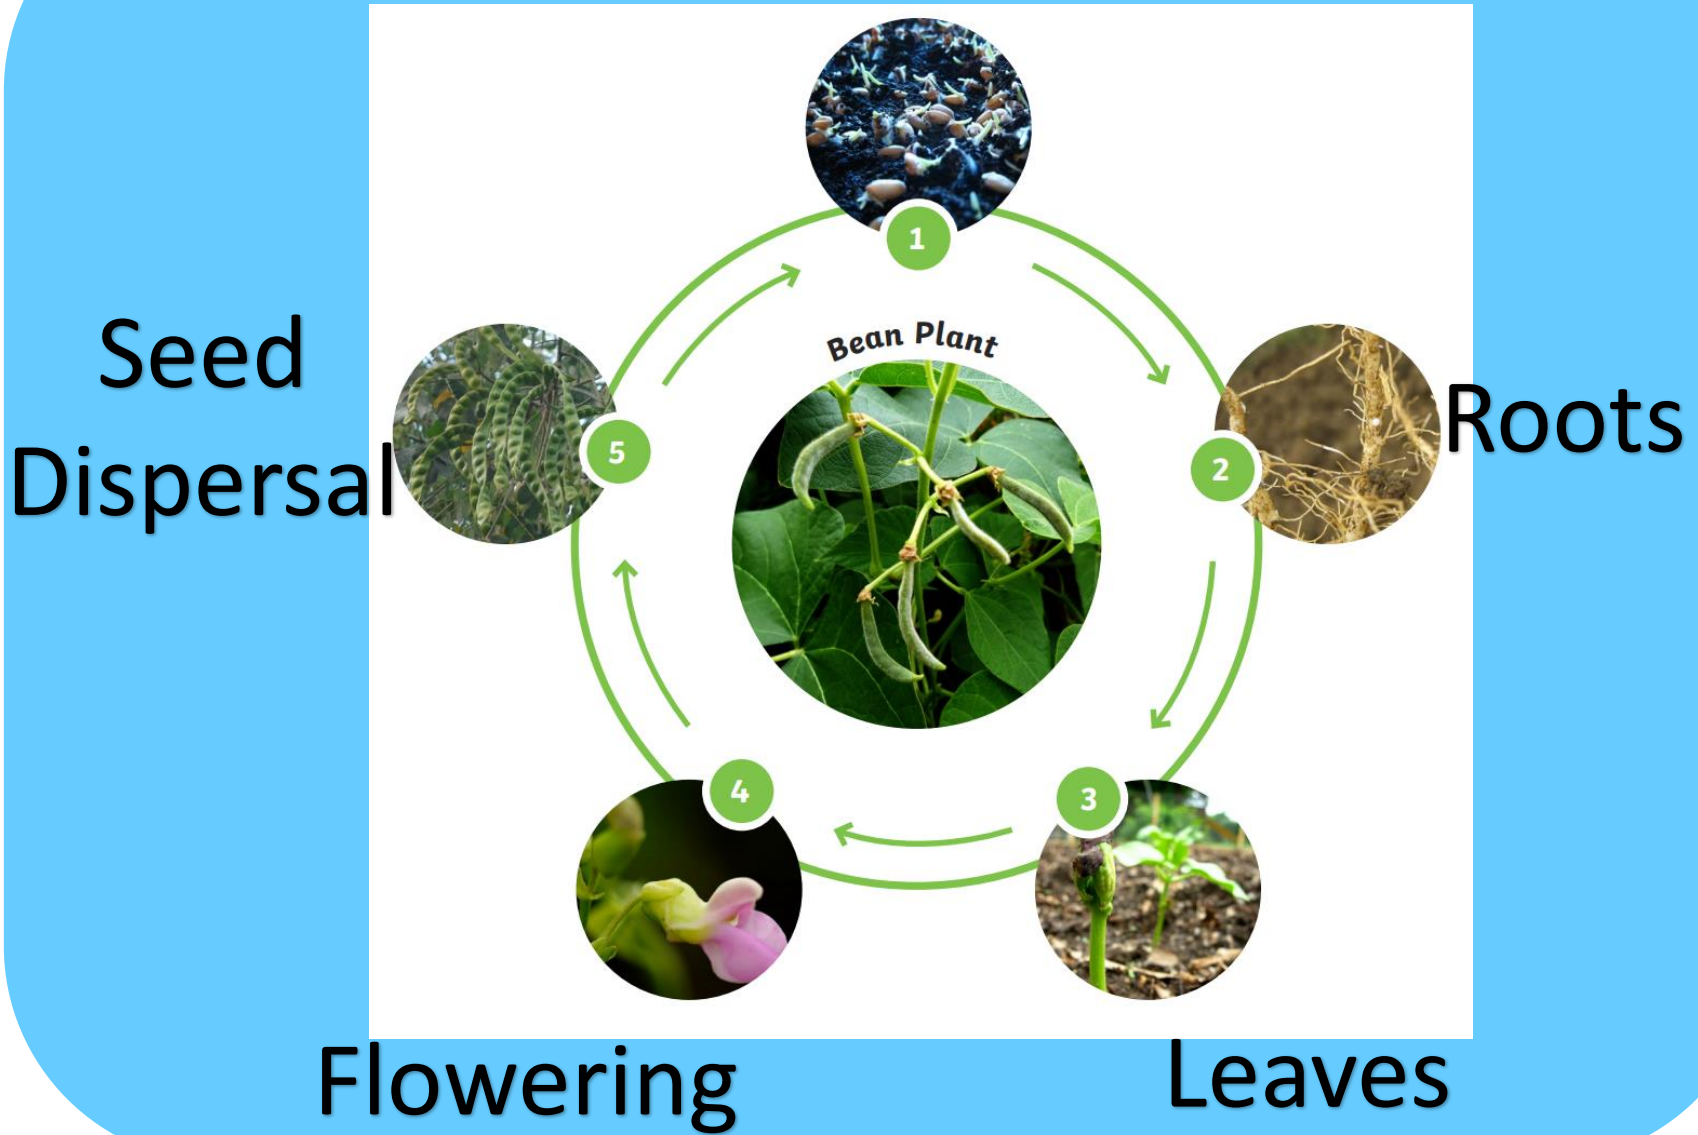 1
Bean Plant
Seed
Dispersal
5
2
Roots
4
3
Flowering
Leaves